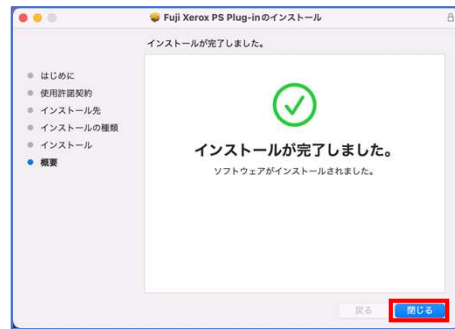 Fuji Xerox PS Plug-inのインストール
インストールが完了しました。
はじめに
使用許諾契約
インストール先
インストールの種類
インストール
概要
インストールが完了しました。
ソフトウェアがインストールされました。
戻る
閉じる